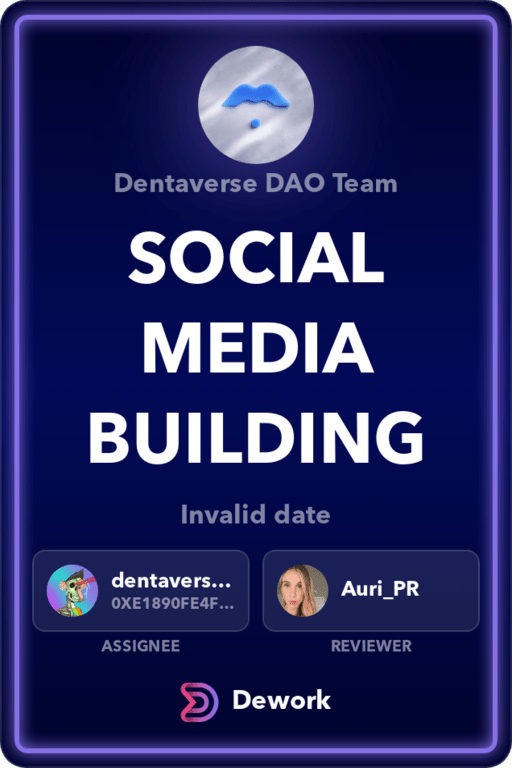 Dentaverse DAO Team
SOCIAL
MEDIA
BUILDING
Invalid date
dentavers...
0XE1890FE4F...
Auri_PR
ASSIGNEE
REVIEWER
Dework